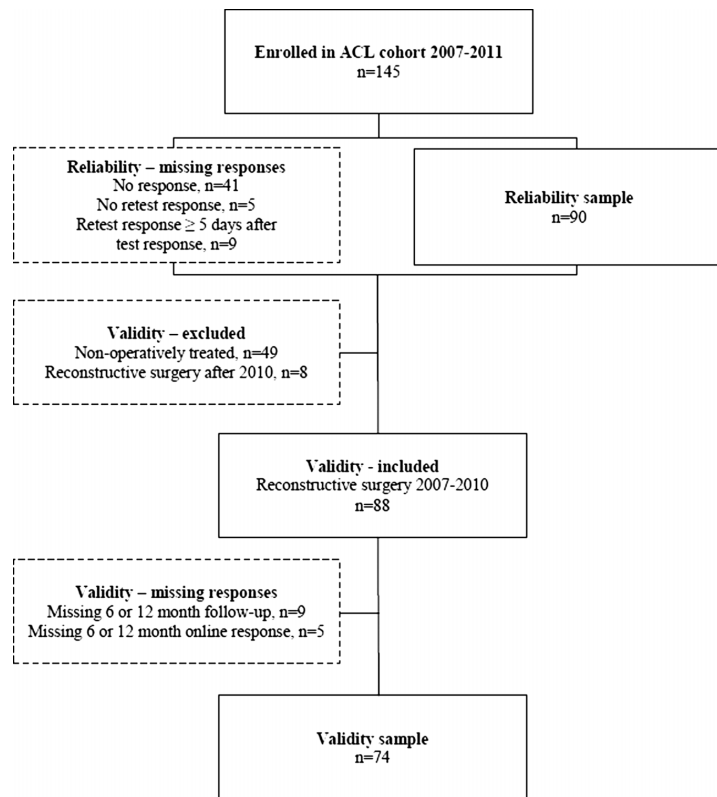 Enrolled in ACL cohort 2007-2011
n=145
Reliability – missing responses
No response, n=41
No retest response, n=5
Retest response ≥ 5 days after
test response, n=9
Reliability sample
n=90
Validity – excluded
Non-operatively treated, n=49
Reconstructive surgery after 2010, n=8
Validity - included
Reconstructive surgery 2007-2010
n=88
Validity – missing responses
Missing 6 or 12 month follow-up, n=9
Missing 6 or 12 month online response, n=5
Validity sample
n=74